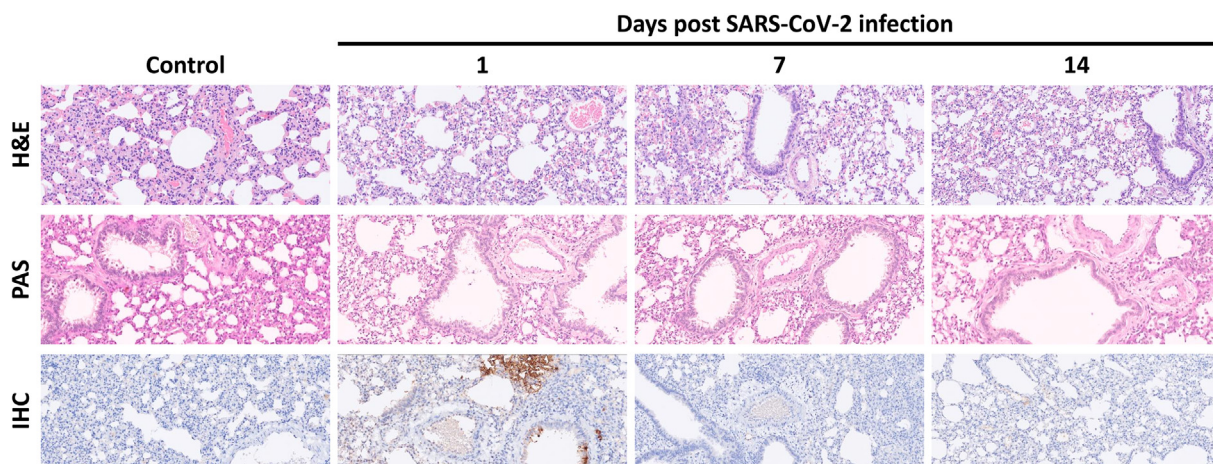 Days post SARS-CoV-2 infection
Control 1 7 14
H&E
PAS
IHC